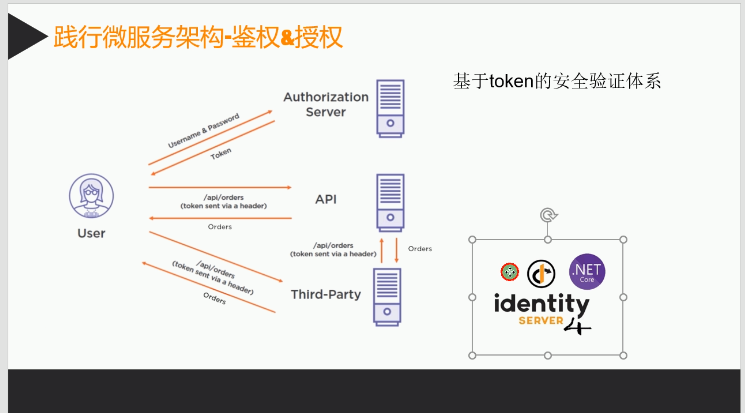 践行微服务架构-鉴权&授权
基于token的安全验证体系
Authorization
Server
Username & Password
Token
/api/orders
(token sent via a header)
API
Orders
User
/api/orders
(token sent via a header)
Orders
/api/orders
(token sent via a header)
Orders
Third-Party
.NET
Core
identity
SERVER
4